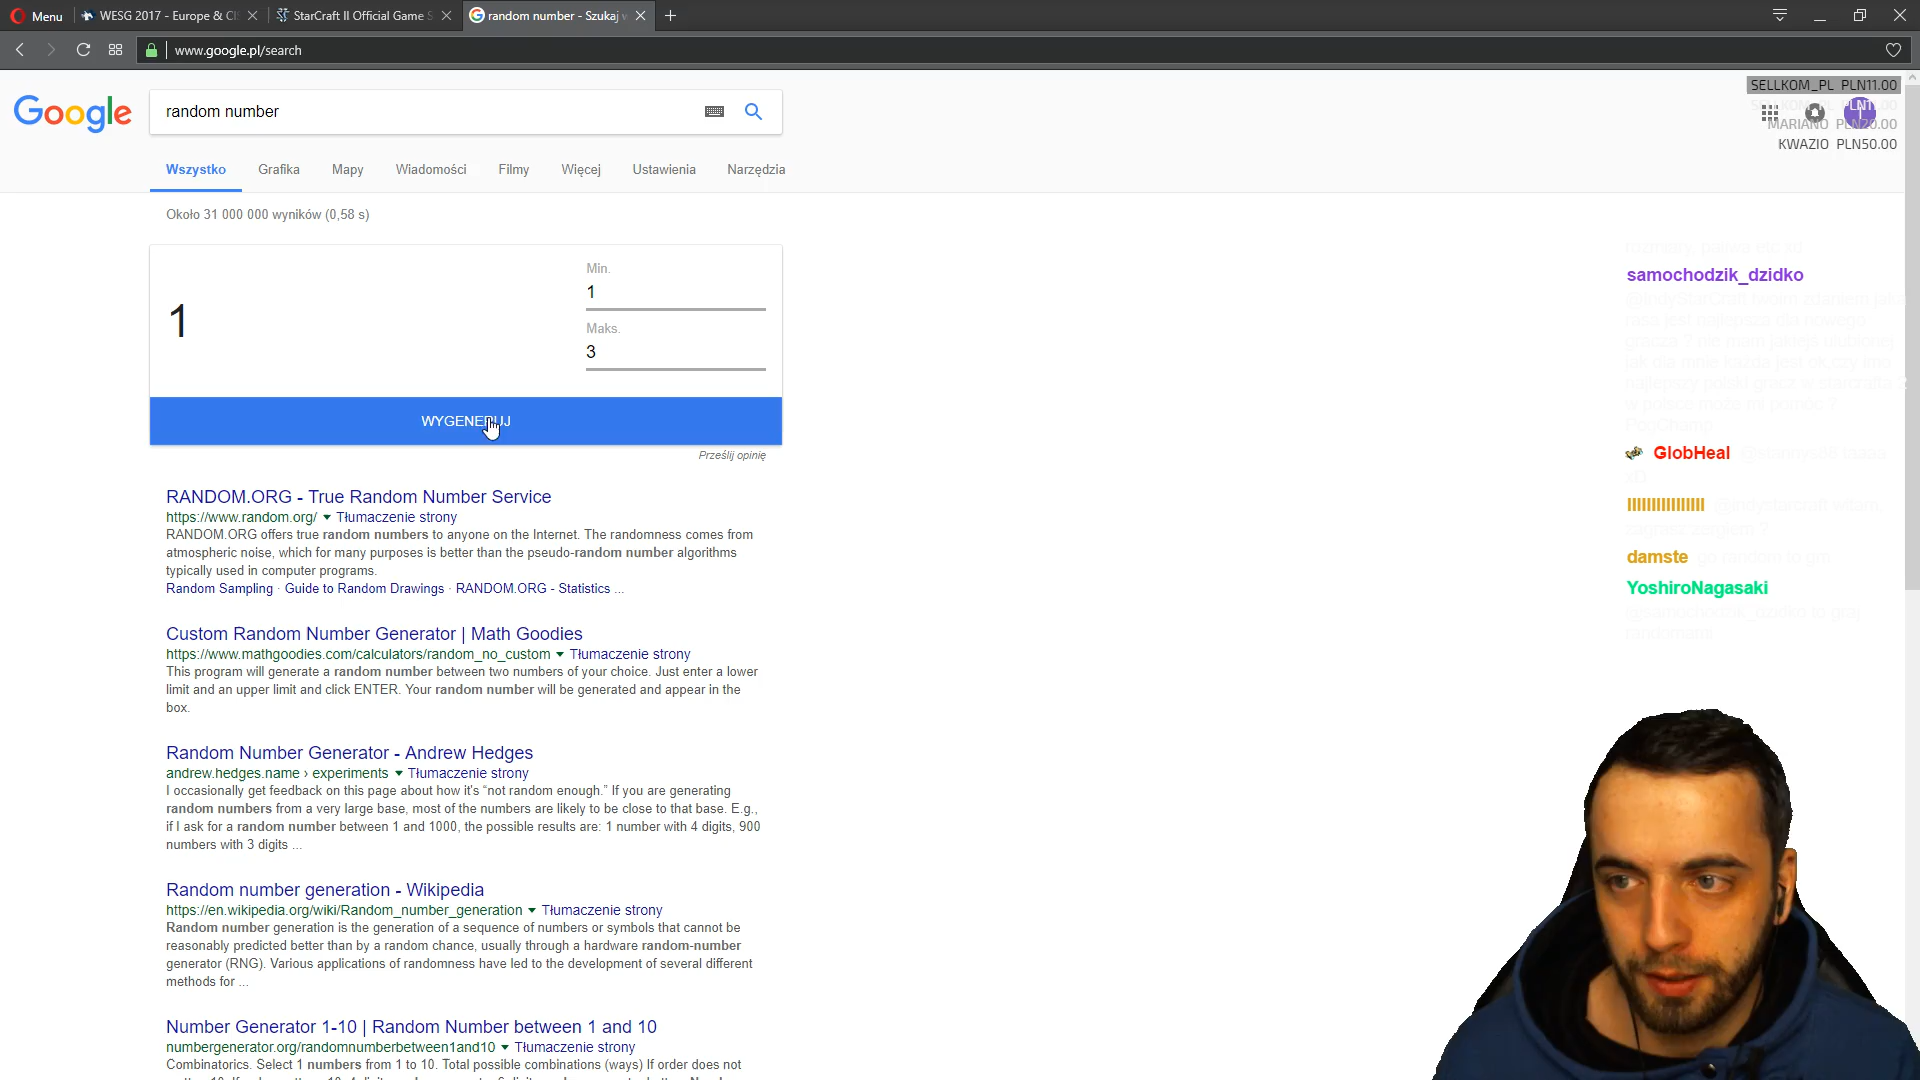 Menu
WESG 2017 - Europe & CI
StarCraft II Official Game S
random number - Szukaj w
www.google.pl/search
SELLKOM_PL PLN11.00
Google
random number
MARIANO PLN20.00
KWAZIO PLN50.00
Wszystko Grafika Mapy Wiadomości Filmy Więcej Ustawienia Narzędzia
Około 31 000 000 wyników (0,58 s)
1
Min.
1
Maks.
3
WYGENERUJ
Prześlij opinię
RANDOM.ORG - True Random Number Service
https://www.random.org/ Tłumaczenie strony
RANDOM.ORG offers true random numbers to anyone on the Internet. The randomness comes from
atmospheric noise, which for many purposes is better than the pseudo-random number algorithms
typically used in computer programs.
Random Sampling · Guide to Random Drawings · RANDOM.ORG - Statistics ...
Custom Random Number Generator | Math Goodies
https://www.mathgoodies.com/calculators/random_no_custom Tłumaczenie strony
This program will generate a random number between two numbers of your choice. Just enter a lower
limit and an upper limit and click ENTER. Your random number will be generated and appear in the
box.
Random Number Generator - Andrew Hedges
andrew.hedges.name › experiments Tłumaczenie strony
I occasionally get feedback on this page about how it's “not random enough.” If you are generating
random numbers from a very large base, most of the numbers are likely to be close to that base. E.g.,
if I ask for a random number between 1 and 1000, the possible results are: 1 number with 4 digits, 900
numbers with 3 digits ...
Random number generation - Wikipedia
https://en.wikipedia.org/wiki/Random_number_generation Tłumaczenie strony
Random number generation is the generation of a sequence of numbers or symbols that cannot be
reasonably predicted better than by a random chance, usually through a hardware random-number
generator (RNG). Various applications of randomness have led to the development of several different
methods for ...
Number Generator 1-10 | Random Number between 1 and 10
numbergenerator.org/randomnumberbetween1and10 Tłumaczenie strony
Combinatorics. Select 1 numbers from 1 to 10. Total possible combinations (ways) If order does not
samochodzik_dzidko
GlobHeal
damste go random to gm
YoshiroNagasaki